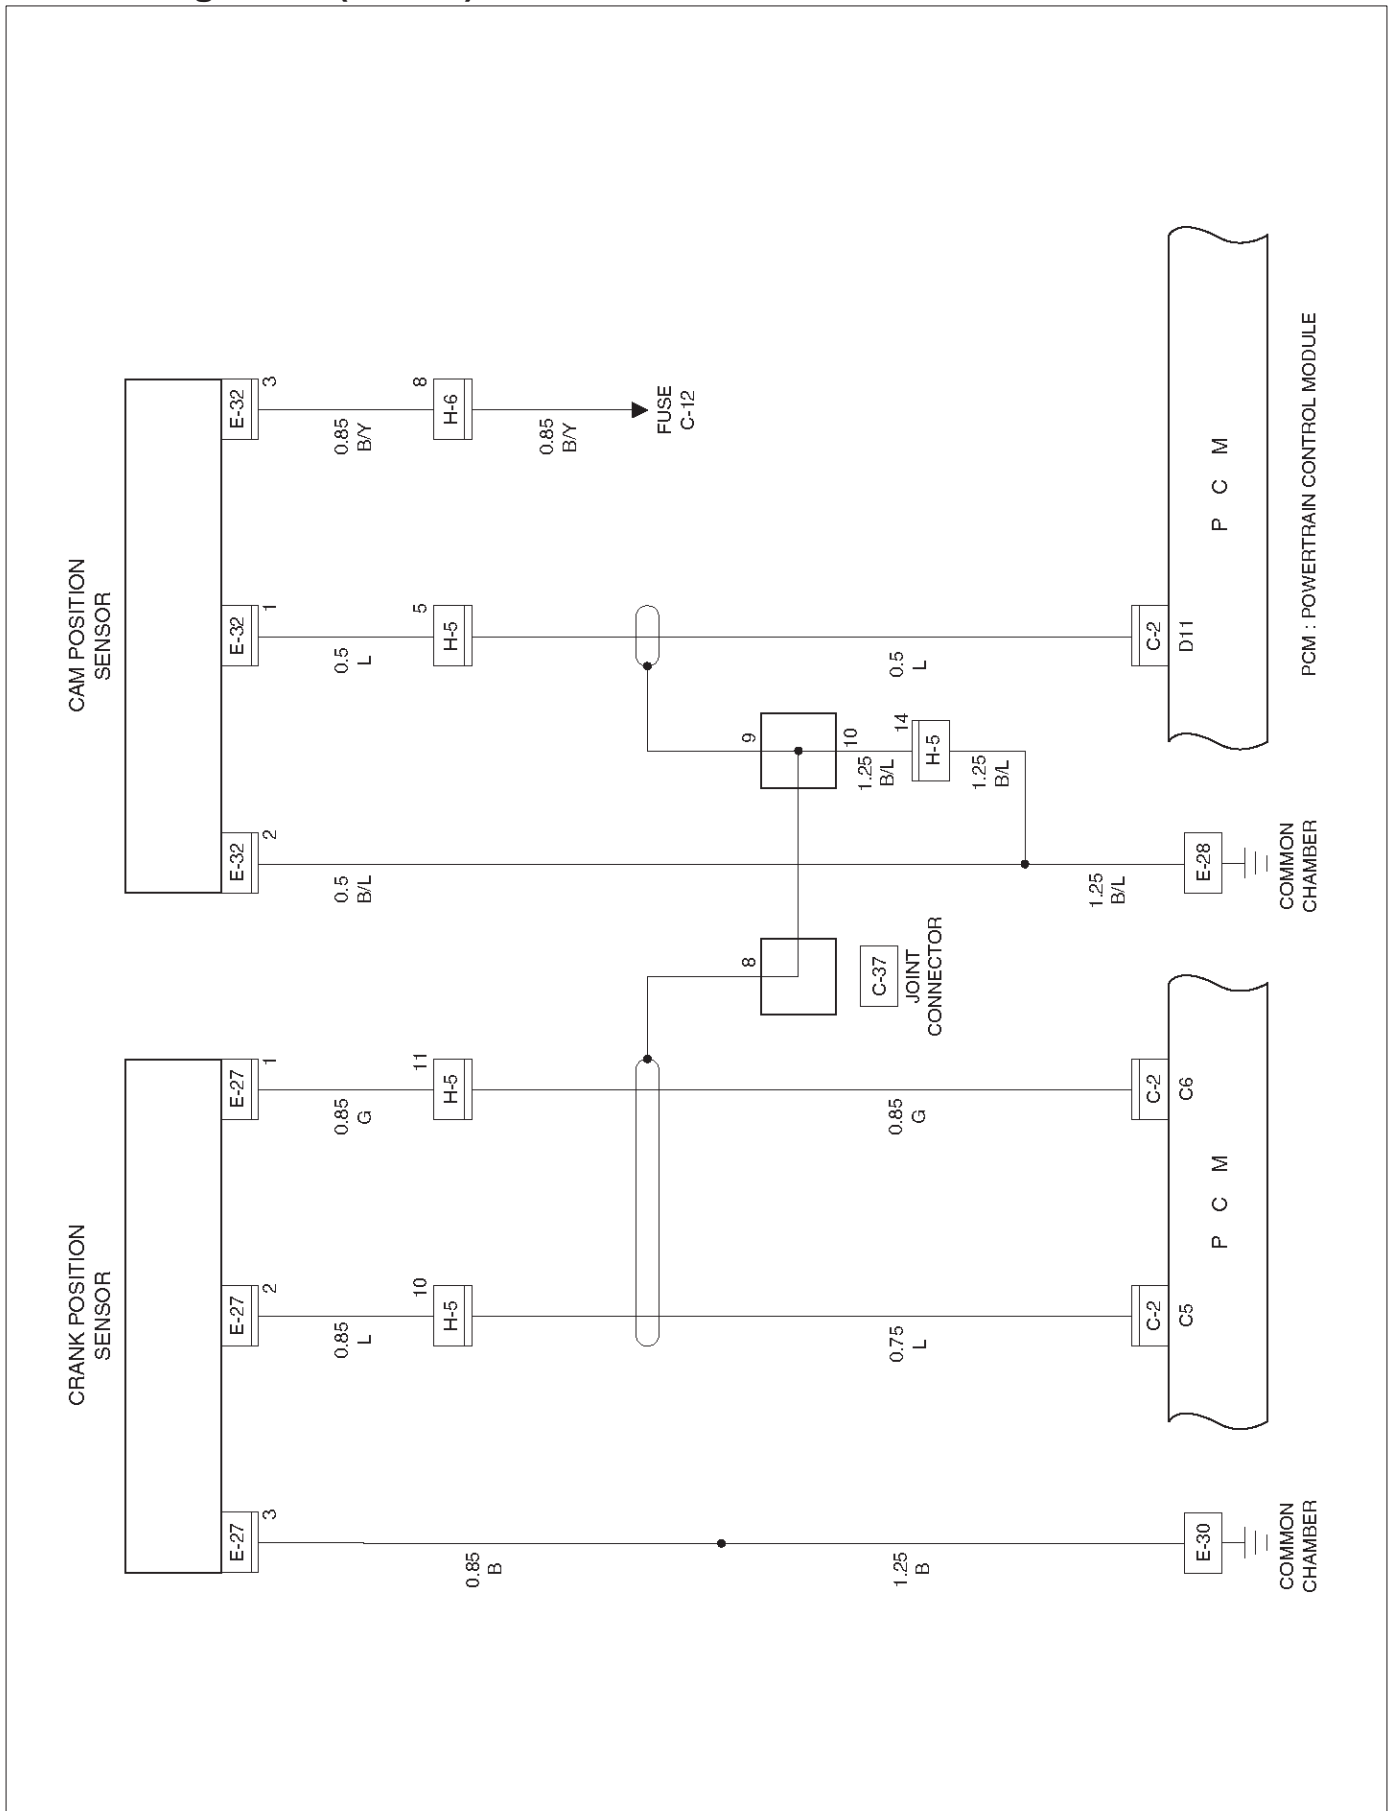 CRANK POSITION
SENSOR
CAM POSITION
SENSOR
E-27
3
E-27
2
E-27
1
E-32
2
E-32
1
E-32
3
0.85
L
0.85
G
0.5
B/L
0.5
L
0.85
B/Y
10
H-5
11
H-5
5
H-5
8
H-6
0.85
B
0.85
B/Y
FUSE
C-12
8
9
10
C-37
JOINT
CONNECTOR
1.25
B/L
14
H-5
1.25
B/L
1.25
B
0.75
L
0.85
G
0.5
L
1.25
B/L
E-30
COMMON
CHAMBER
C-2
C5
C-2
C6
P C M
E-28
COMMON
CHAMBER
C-2
D11
P C M
PCM : POWERTRAIN CONTROL MODULE